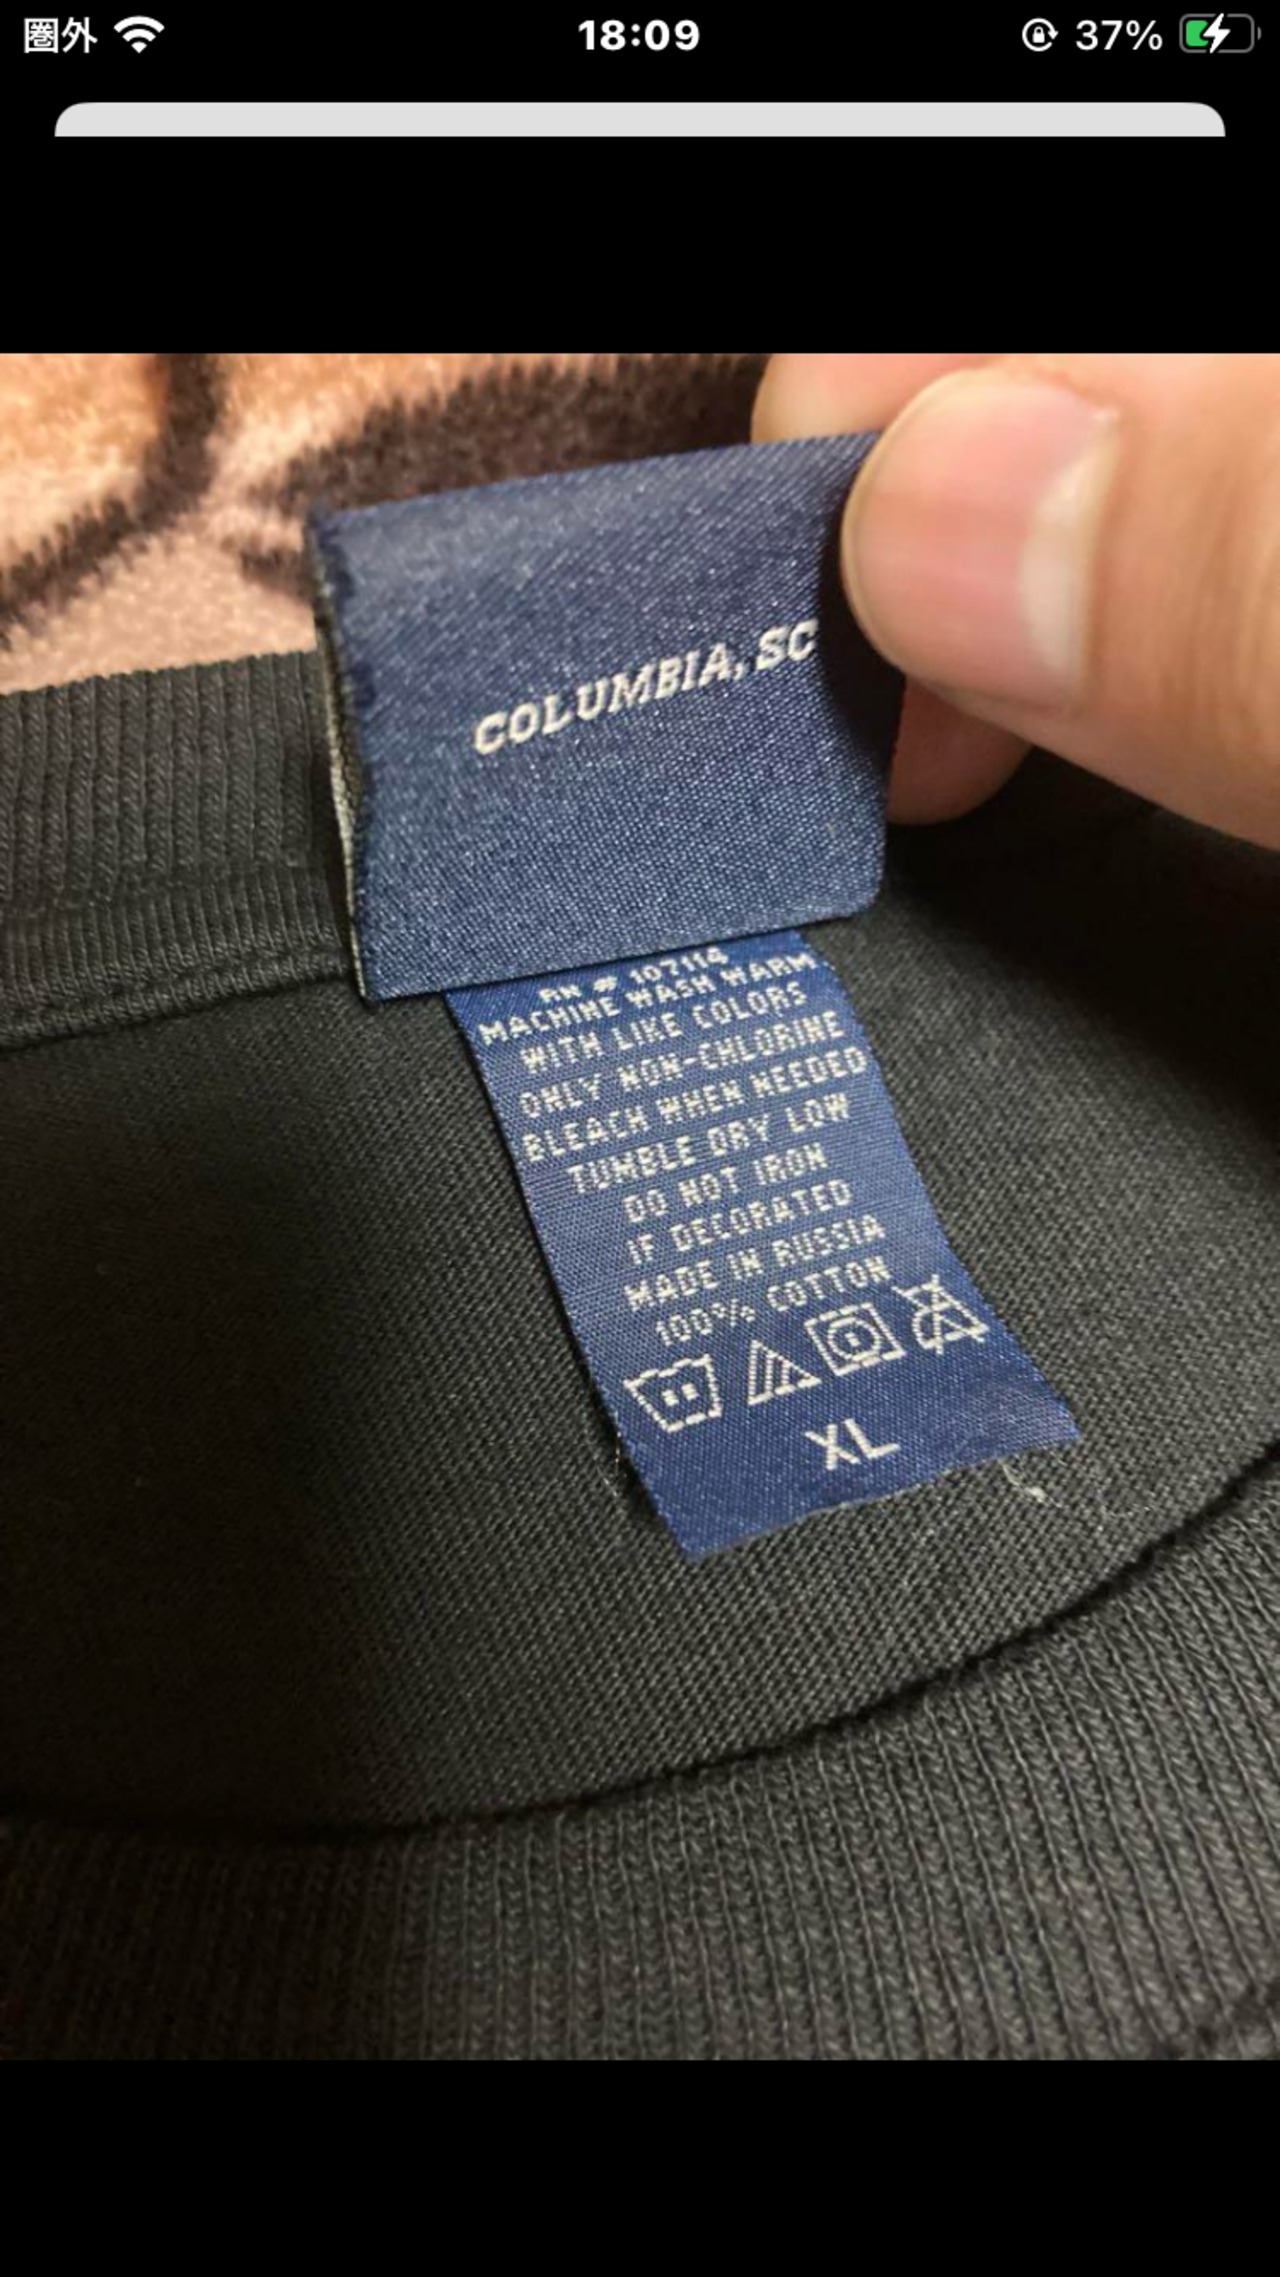 圏外
18:09
37%
COLUMBIA, SC
RN # 107114
MACHINE WASH WARM
WITH LIKE COLORS
ONLY NON-CHLORINE
BLEACH WHEN NEEDED
TUMBLE DRY LOW
DO NOT IRON
IF DECORATED
MADE IN RUSSIA
100% COTTON
XL